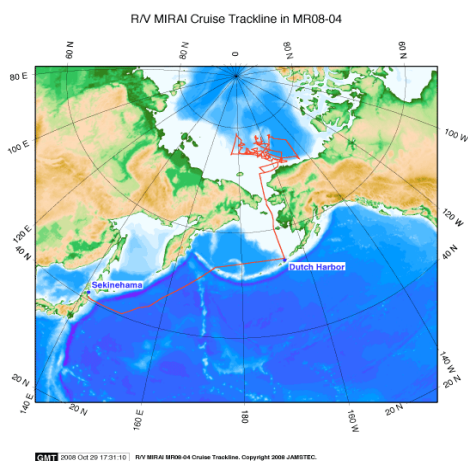 R/V MIRAI Cruise Trackline in MR08-04
60 N
80 N
0
80 N
60 N
80 E
100 W
100 E
120 E
120 W
40 N
40 N
Sekinehama
Dutch Harbor
20 N
20 N
140 E
20 N
160 E
180
160 W
20 N
140 W
GMT 2008 Oct 29 17:31:10 R/V MIRAI MR08-04 Cruise Trackline. Copyright 2008 JAMSTEC.